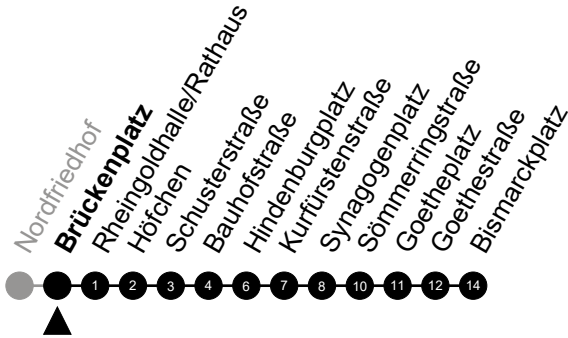 Nordfriedhof
Brückenplatz
Rheingoldhalle/Rathaus
Höfchen
Schusterstraße
Bauhofstraße
Hindenburgplatz
Kurfürstenstraße
Synagogenplatz
Sömmerringstraße
Goetheplatz
Goethestraße
Bismarckplatz
1 2 3 4 6 7 8 10 11 12 14